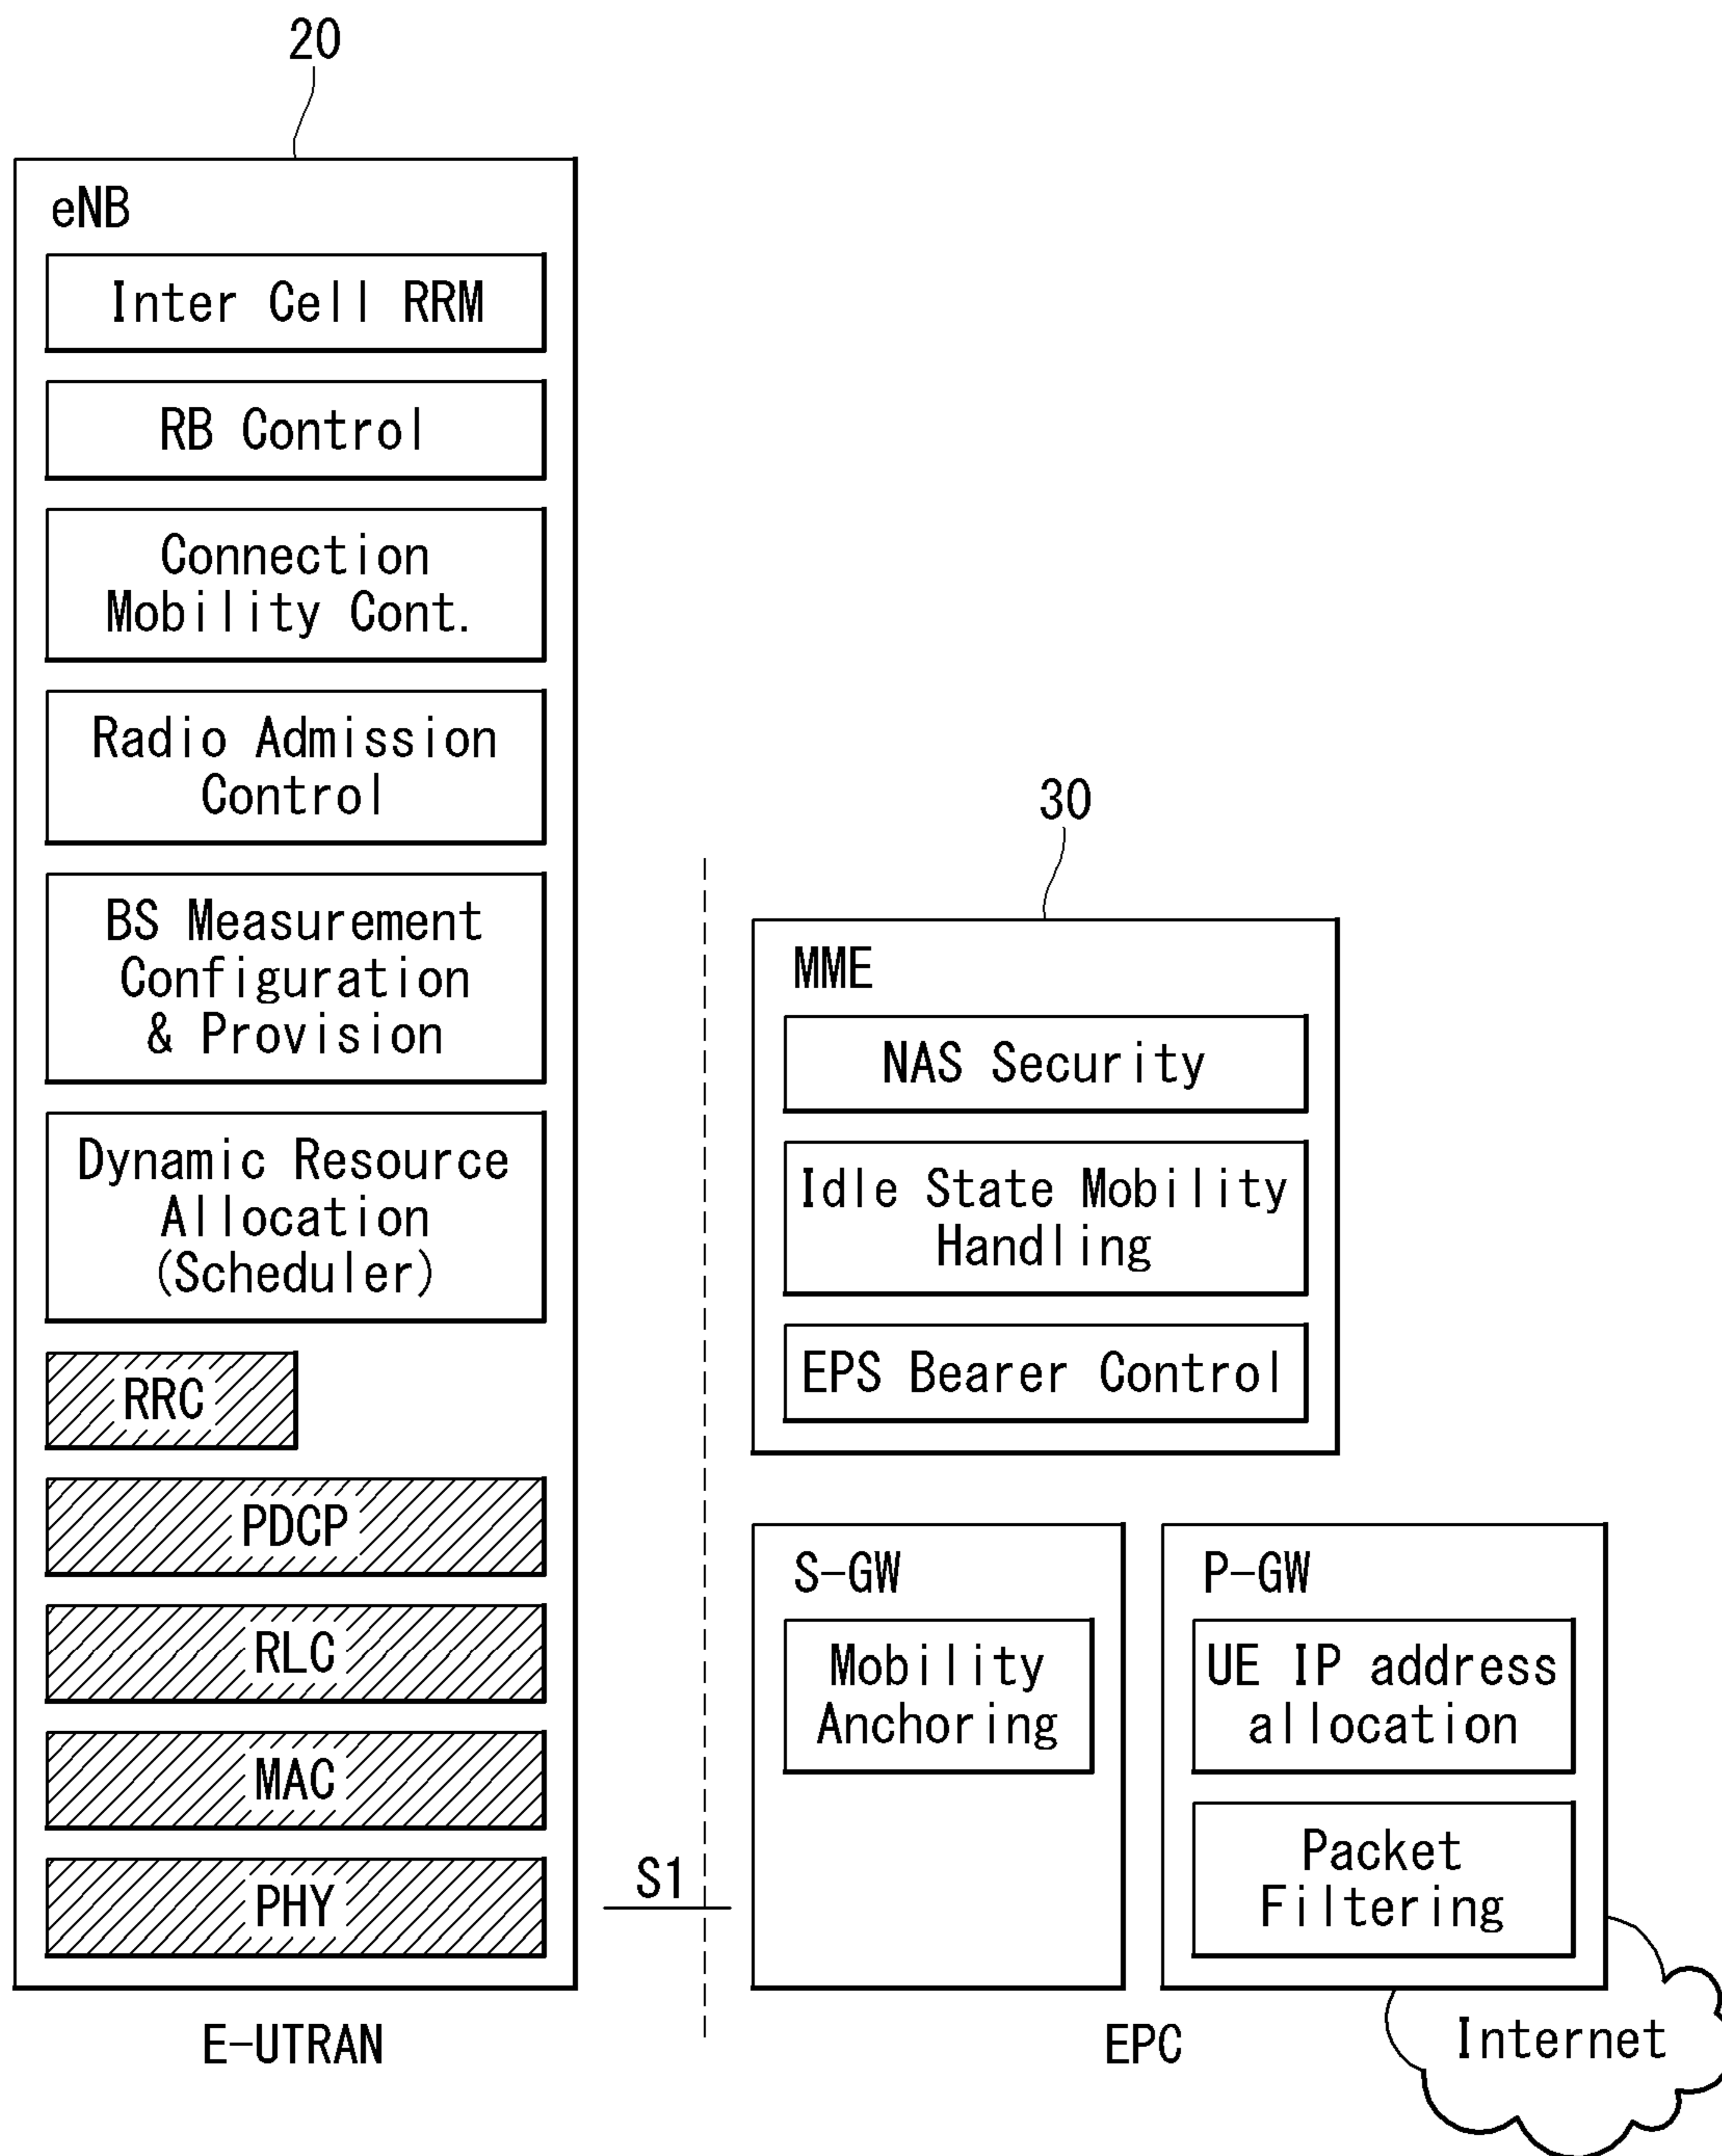 20
eNB
Inter Cell RRM
RB Control
Connection
Mobility Cont.
Radio Admission
Control
BS Measurement
Configuration
& Provision
Dynamic Resource
Allocation
(Scheduler)
RRC
PDCP
RLC
MAC
PHY
E-UTRAN
S1
30
MME
NAS Security
Idle State Mobility
Handling
EPS Bearer Control
S-GW
Mobility
Anchoring
P-GW
UE IP address
allocation
Packet
Filtering
EPC
Internet